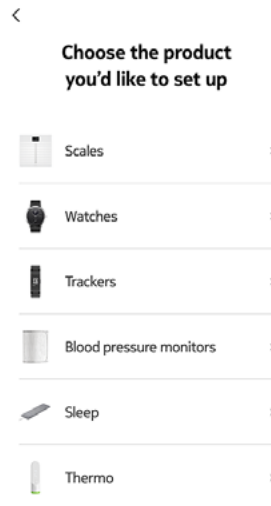 Choose the product
you'd like to set up
Scales
Watches
Trackers
Blood pressure monitors
Sleep
Thermo